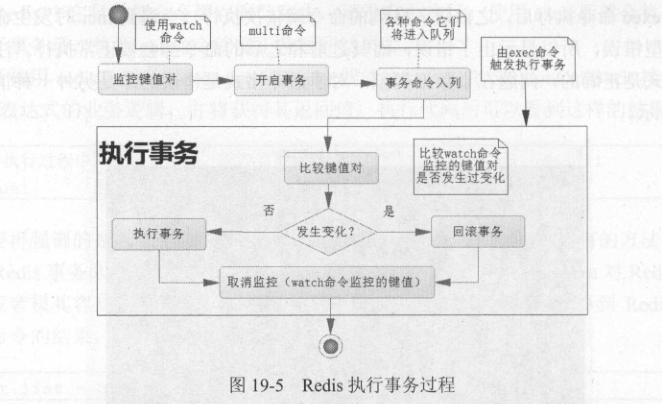 使用watch
命令
multi命令
各种命令它们
将进入队列
由exec命令
触发执行事务
监控键值对
开启事务
事务命令入列
执行事务
比较键值对
比较watch命令
监控的键值对
是否发生过变化
否
发生变化?
是
执行事务
回滚事务
取消监控(watch命令监控的键值)
图 19-5 Redis 执行事务过程